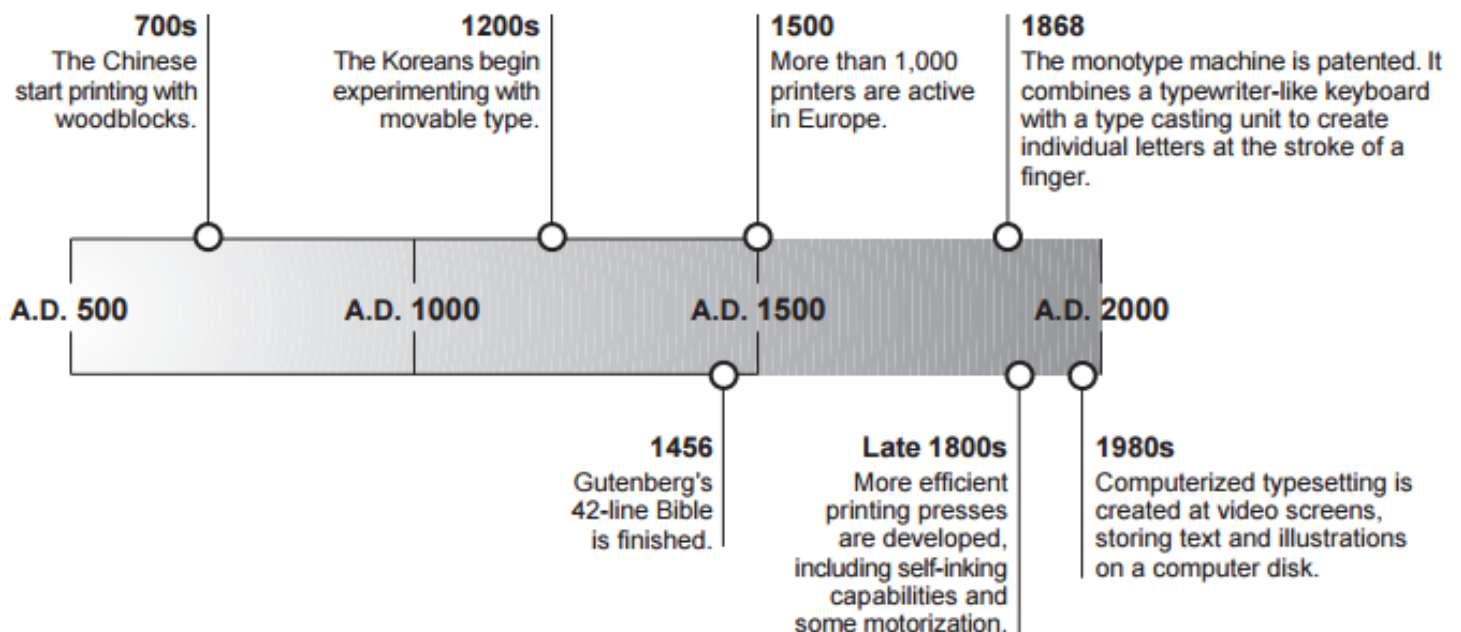 700s
The Chinese
start printing with
woodblocks.
1200s
The Koreans begin
experimenting with
movable type.
1500
More than 1,000
printers are active
in Europe.
1868
The monotype machine is patented. It
combines a typewriter-like keyboard
with a type casting unit to create
individual letters at the stroke of a
finger.
A.D. 500
A.D. 1000
A.D. 1500
A.D. 2000
1456
Gutenberg's
42-line Bible
is finished.
Late 1800s
More efficient
printing presses
are developed,
including self-inking
capabilities and
some motorization.
1980s
Computerized typesetting is
created at video screens,
storing text and illustrations
on a computer disk.